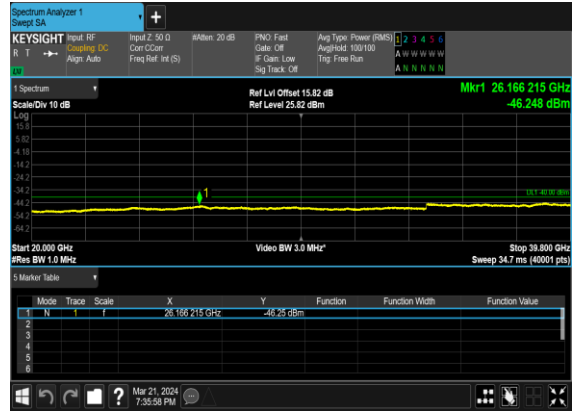 Spectrum Analyzer 1
Swept SA
+
KEYSIGHT Input: RF Input Z: 50 Ω #Atten: 20 dB PNO: Fast Avg Type: Power (RMS) 1 2 3 4 5 6
R T Coupling: DC Corr CCorr Gate: Off Avg|Hold: 100/100 A W W W W W
Align: Auto Freq Ref: Int (S) IF Gain: Low Trig: Free Run
Sig Track: Off A N N N N N
1 Spectrum Ref Lvl Offset 15.82 dB Mkr1 26.166 215 GHz
Scale/Div 10 dB Ref Level 25.82 dBm -46.248 dBm
Log
15.8
5.82
-4.18
-14.2
-24.2
-34.2 1 DL1 -40.00 dBm
-44.2
-54.2
-64.2
Start 20.000 GHz Video BW 3.0 MHz* Stop 39.800 GHz
#Res BW 1.0 MHz Sweep 34.7 ms (40001 pts)
5 Marker Table
Mode Trace Scale X Y Function Function Width Function Value
1 N 1 f 26.166 215 GHz -46.25 dBm
2
3
4
5
6
? Mar 21, 2024
7:35:58 PM